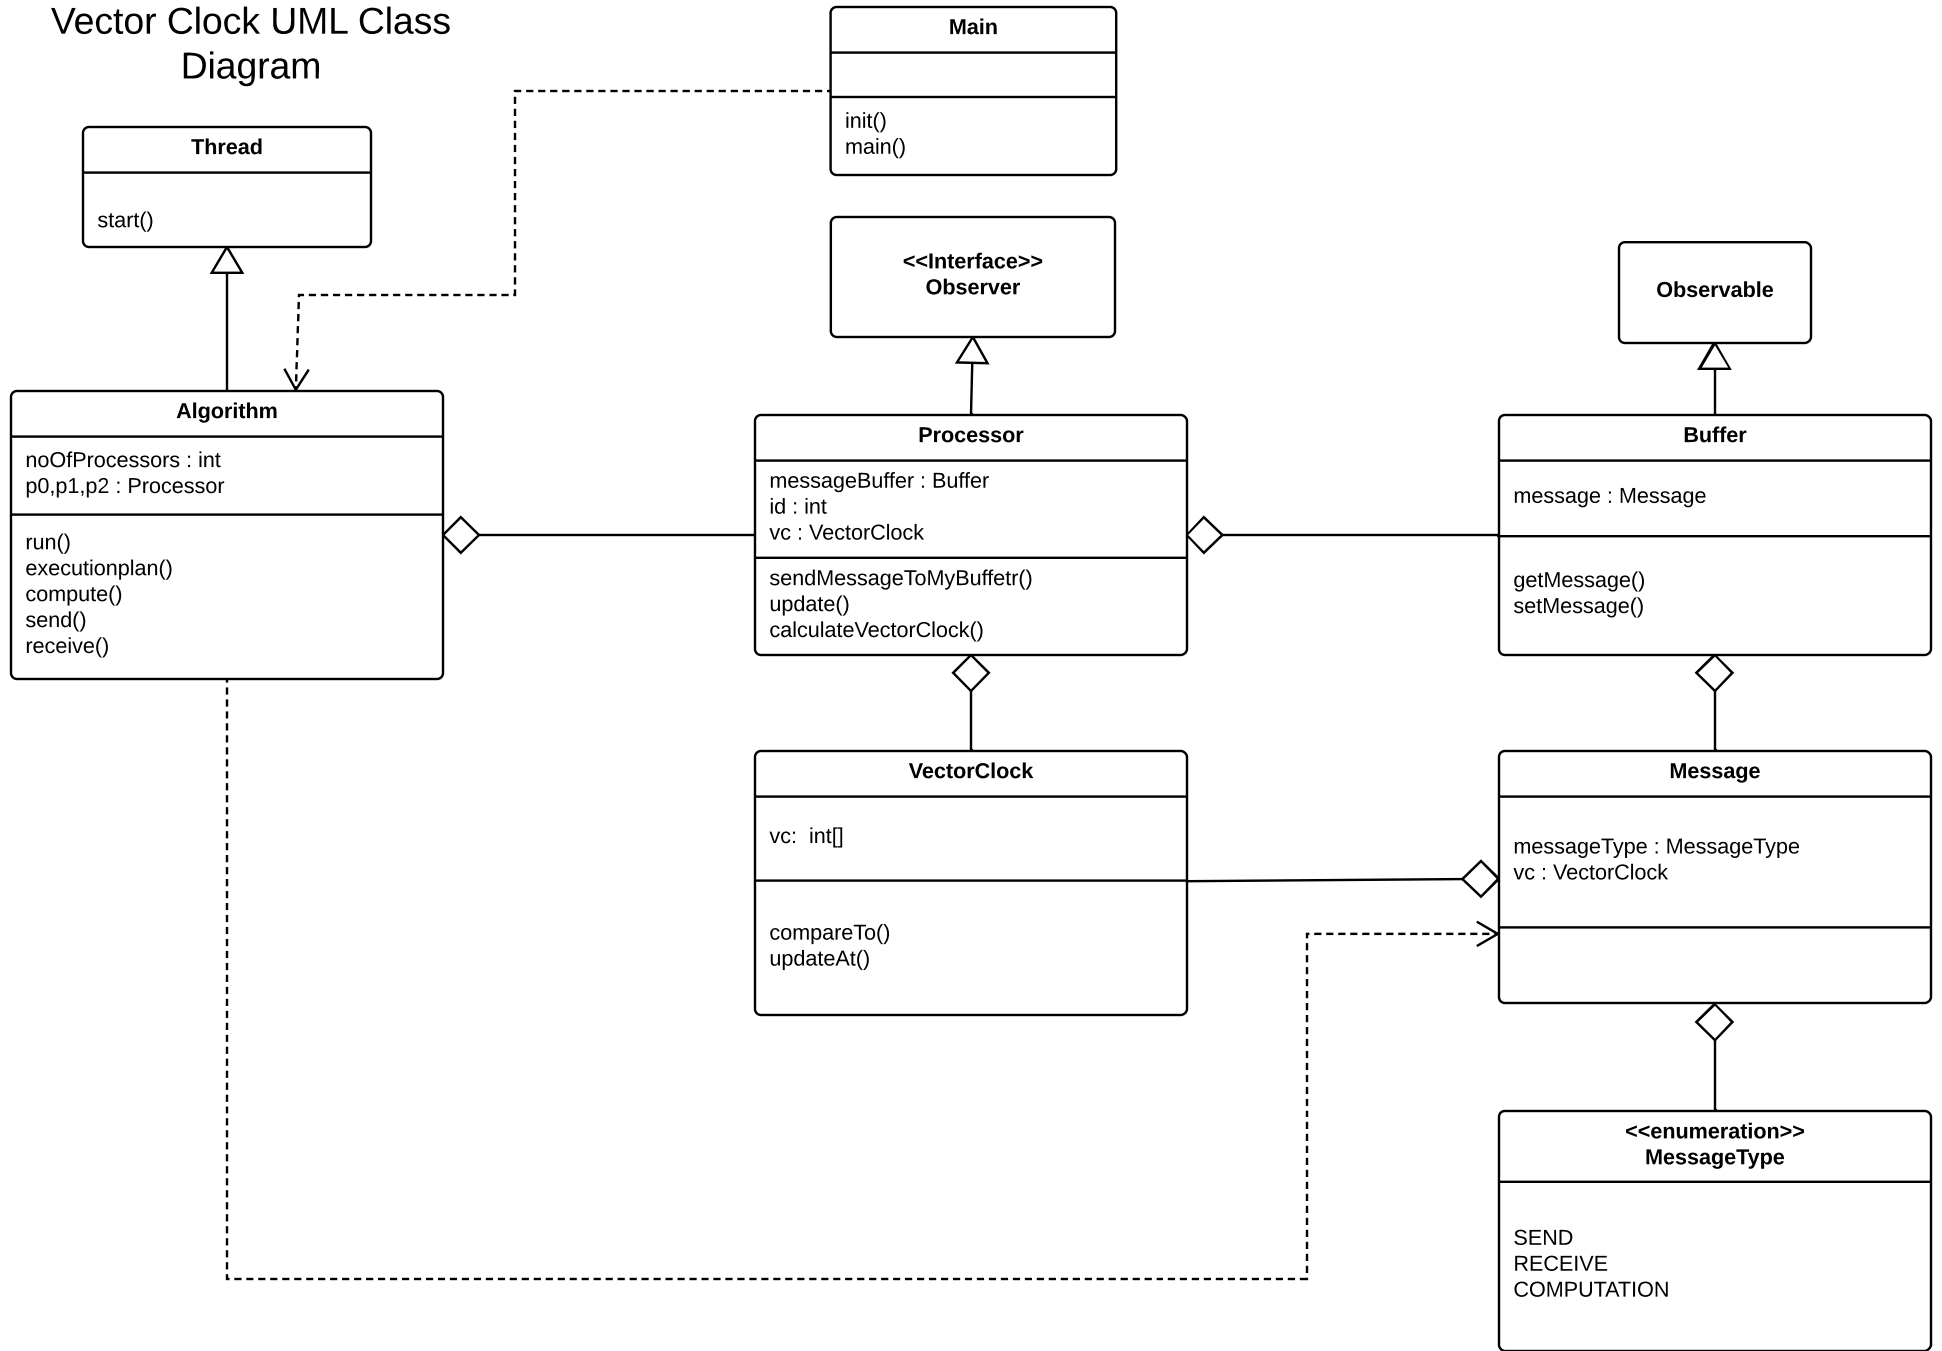 Vector Clock UML Class
Diagram
Main
init()
main()
Thread
start()
<<Interface>>
Observer
Observable
Algorithm
noOfProcessors : int
p0,p1,p2 : Processor
run()
executionplan()
compute()
send()
receive()
Processor
messageBuffer : Buffer
id : int
vc : VectorClock
sendMessageToMyBuffetr()
update()
calculateVectorClock()
Buffer
message : Message
getMessage()
setMessage()
VectorClock
vc:  int[]
compareTo()
updateAt()
Message
messageType : MessageType
vc : VectorClock
<<enumeration>>
MessageType
SEND
RECEIVE
COMPUTATION